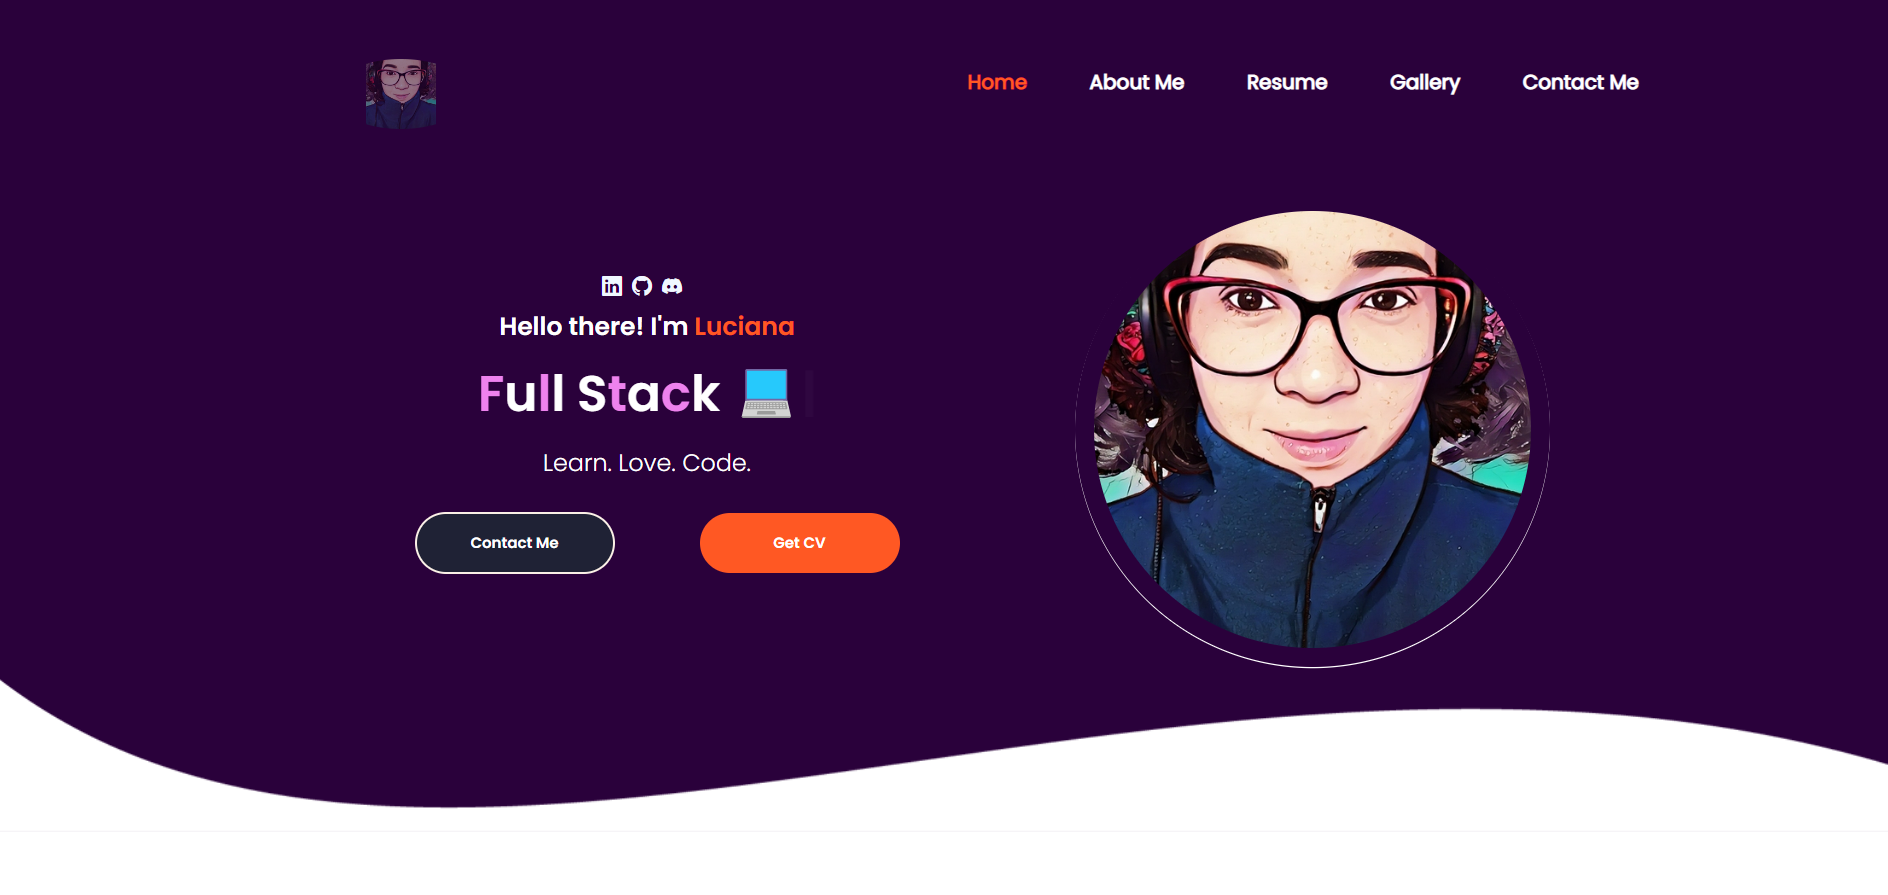 Home About Me Resume Gallery Contact Me
in
Hello there! I'm Luciana
Full Stack 💻
Learn. Love. Code.
Contact Me Get CV